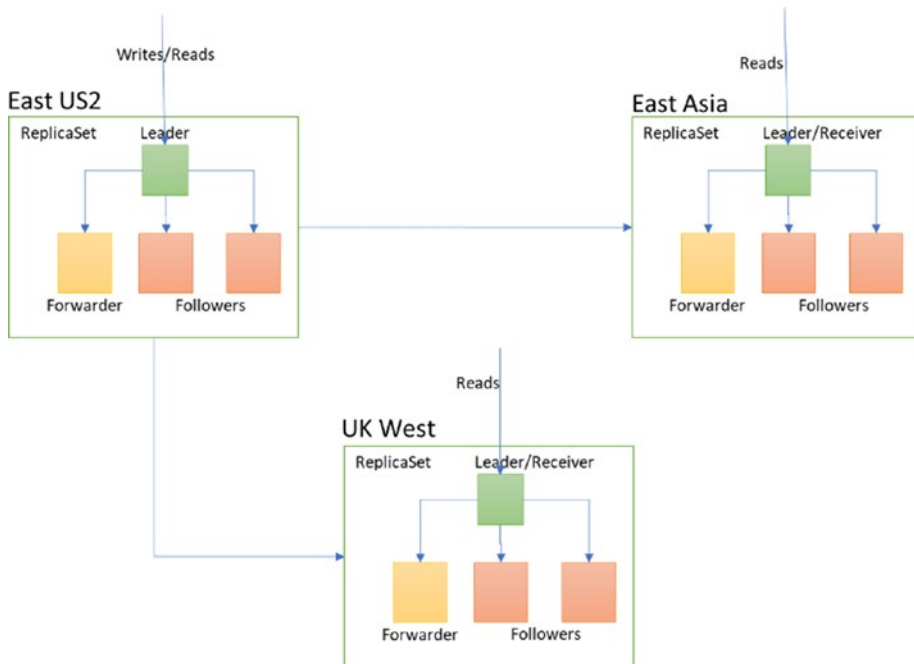 Writes/Reads
East US2
ReplicaSet Leader
Forwarder Followers
Reads
East Asia
ReplicaSet Leader/Receiver
Forwarder Followers
Reads
UK West
ReplicaSet Leader/Receiver
Forwarder Followers